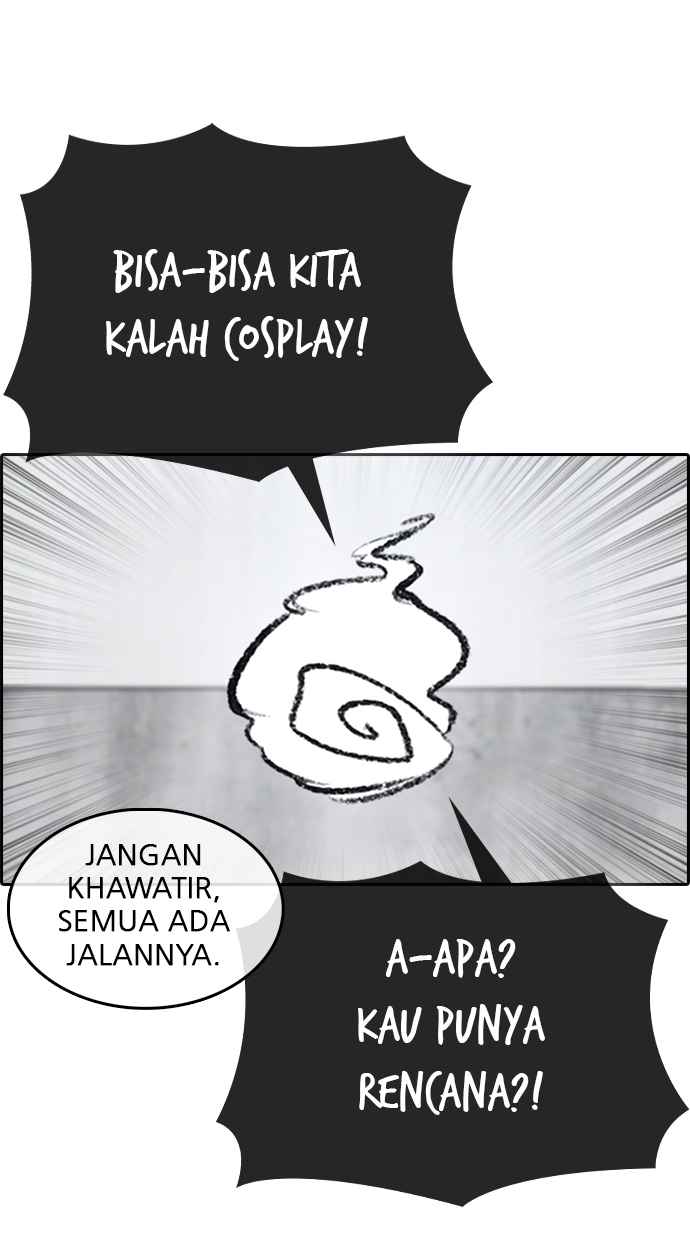 BISA-BISA KITA
KALAH COSPLAY!
JANGAN
KHAWATIR,
SEMUA ADA
JALANNYA.
A-APA?
KAU PUNYA
RENCANA?!